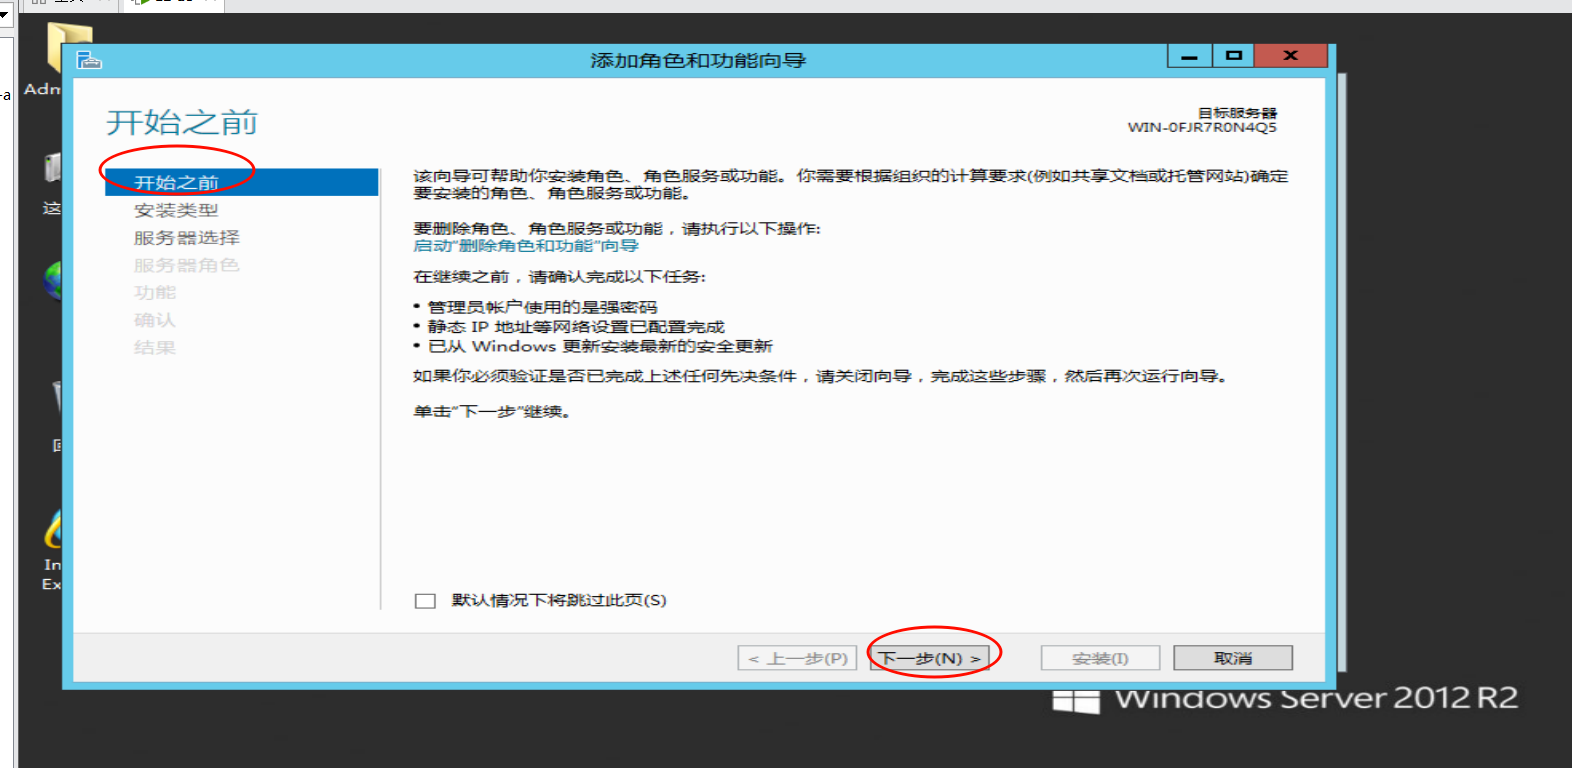 添加角色和功能向导
开始之前
目标服务器
WIN-0FJR7R0N4Q5
开始之前
安装类型
服务器选择
服务器角色
功能
确认
结果
该向导可帮助你安装角色、角色服务或功能。你需要根据组织的计算要求(例如共享文档或托管网站)确定
要安装的角色、角色服务或功能。
要删除角色、角色服务或功能，请执行以下操作:
启动"删除角色和功能"向导
在继续之前，请确认完成以下任务:
• 管理员帐户使用的是强密码
• 静态 IP 地址等网络设置已配置完成
• 已从 Windows 更新安装最新的安全更新
如果你必须验证是否已完成上述任何先决条件，请关闭向导，完成这些步骤，然后再次运行向导。
单击"下一步"继续。
默认情况下将跳过此页(S)
< 上一步(P)
下一步(N) >
安装(I)
取消
Adm
这
In
Ex
Windows Server 2012 R2